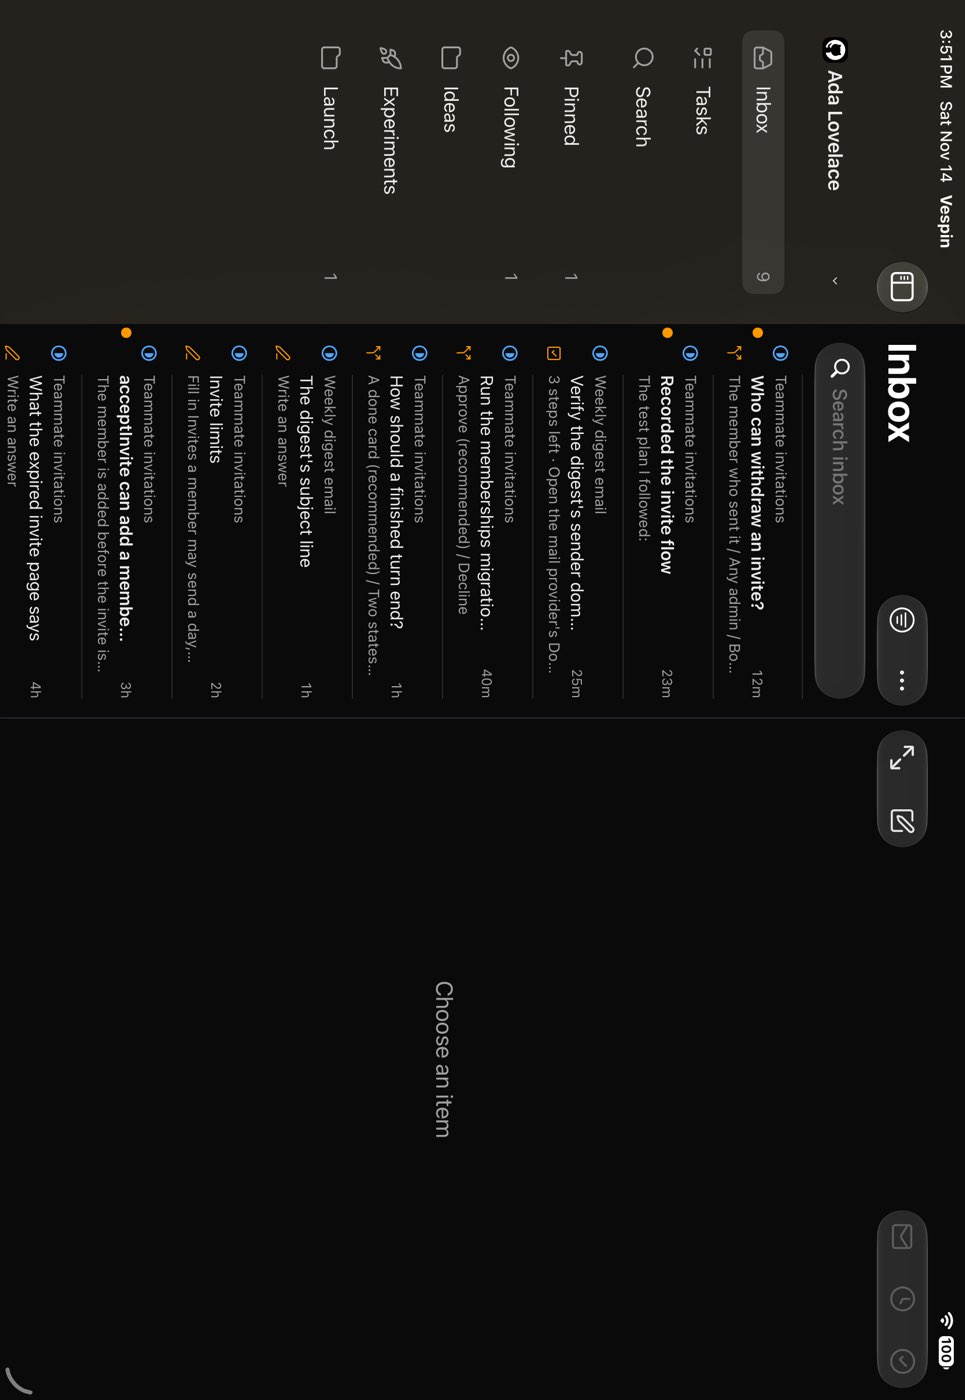 3:51 PM Sat Nov 14 Vespin
100
Ada Lovelace
Inbox 9
Tasks
Search
Pinned 1
Following 1
Ideas
Experiments
Launch 1
Inbox
Search inbox
Teammate invitations
Who can withdraw an invite? 12m
The member who sent it / Any admin / Bo...
Teammate invitations
Recorded the invite flow 23m
The test plan I followed:
Weekly digest email
Verify the digest's sender dom... 25m
3 steps left · Open the mail provider's Do...
Teammate invitations
Run the memberships migratio... 40m
Approve (recommended) / Decline
Teammate invitations
How should a finished turn end? 1h
A done card (recommended) / Two states...
Weekly digest email
The digest's subject line 1h
Write an answer
Teammate invitations
Invite limits 2h
Fill in Invites a member may send a day,...
Teammate invitations
acceptInvite can add a membe... 3h
The member is added before the invite is...
Teammate invitations
What the expired invite page says 4h
Write an answer
Choose an item